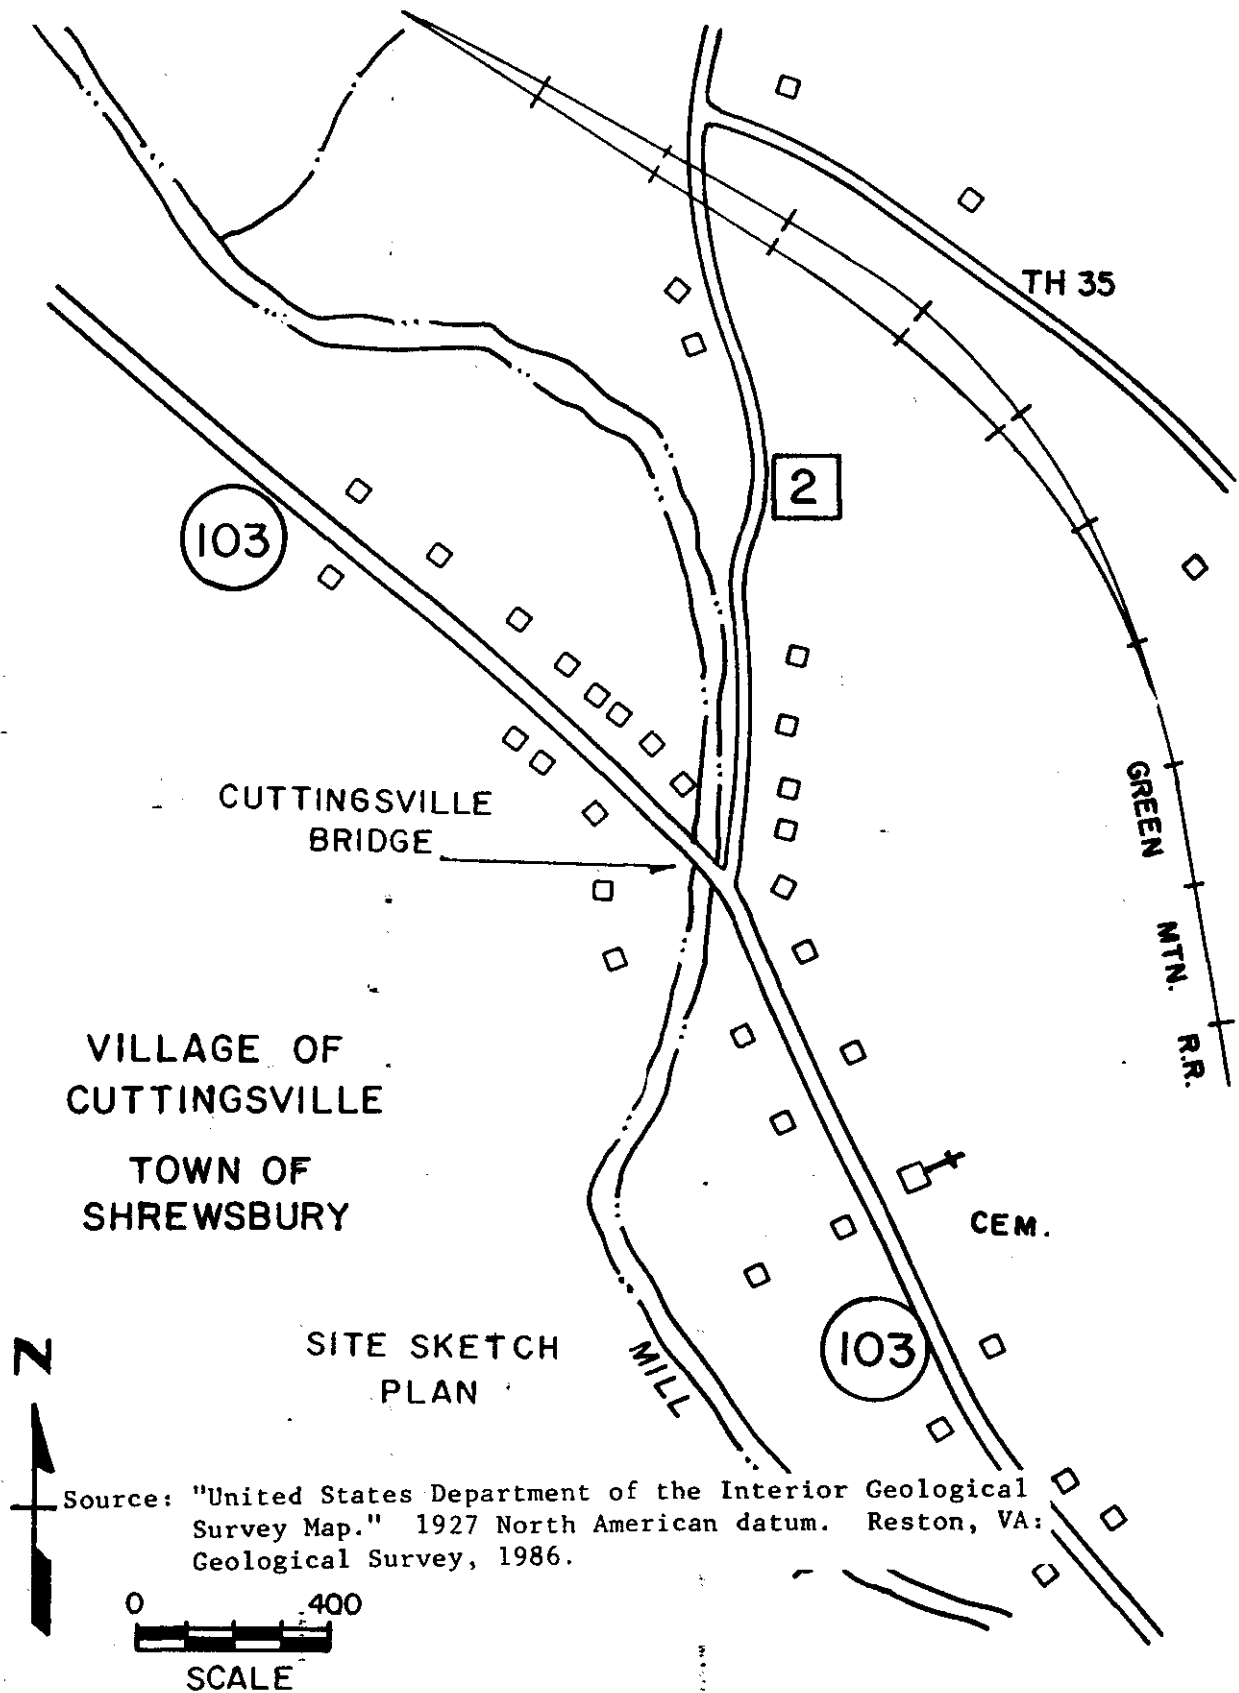 TH 35
2
103
CUTTINGSVILLE
BRIDGE
GREEN MTN. R.R.
VILLAGE OF
CUTTINGSVILLE
TOWN OF
SHREWSBURY
CEM.
N
SITE SKETCH
PLAN
MILL
103
Source: "United States Department of the Interior Geological
Survey Map." 1927 North American datum. Reston, VA:
Geological Survey, 1986.
0 400
SCALE